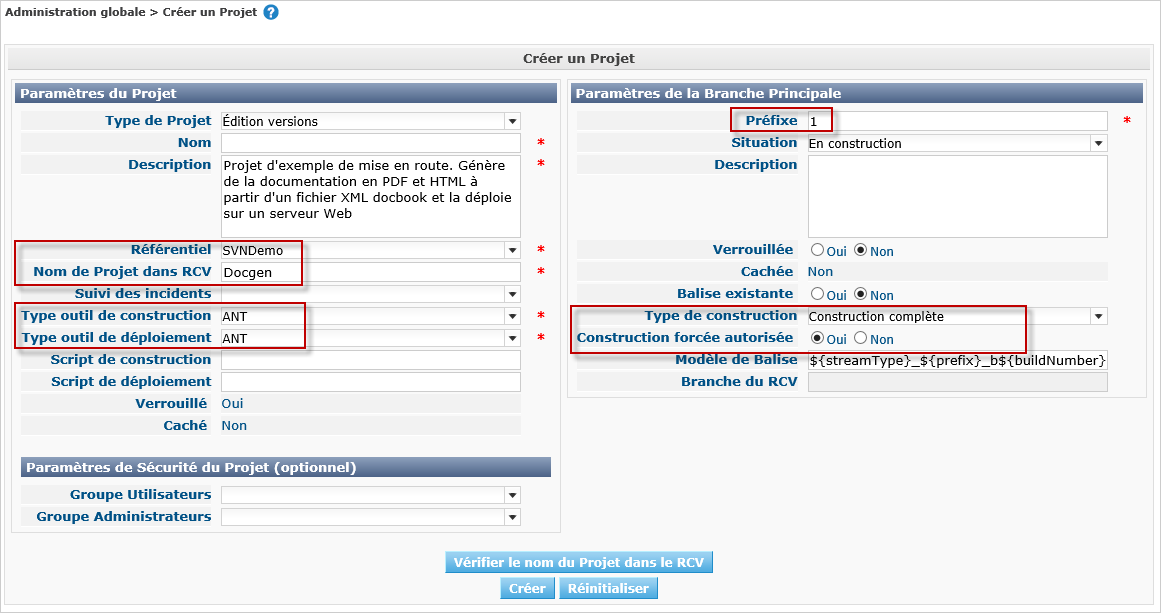 Administration globale > Créer un Projet ?
Créer un Projet
Paramètres du Projet
Type de Projet Édition versions
Nom *
Description Projet d'exemple de mise en route. Génère *
de la documentation en PDF et HTML à
partir d'un fichier XML docbook et la déploie
sur un serveur Web
Référentiel SVNDemo *
Nom de Projet dans RCV Docgen *
Suivi des incidents
Type outil de construction ANT *
Type outil de déploiement ANT *
Script de construction
Script de déploiement
Verrouillé Oui
Caché Non
Paramètres de Sécurité du Projet (optionnel)
Groupe Utilisateurs
Groupe Administrateurs
Paramètres de la Branche Principale
Préfixe 1 *
Situation En construction
Description
Verrouillée Oui Non
Cachée Non
Balise existante Oui Non
Type de construction Construction complète
Construction forcée autorisée Oui Non
Modèle de Balise ${streamType}_${prefix}_b${buildNumber}
Branche du RCV
Vérifier le nom du Projet dans le RCV
Créer Réinitialiser